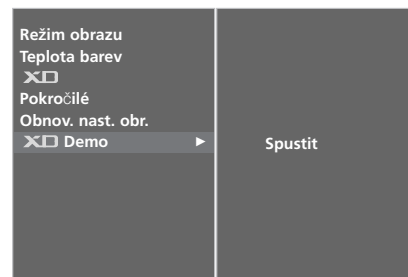 Režim obrazu
Teplota barev
XD
Pokročilé
Obnov. nast. obr.
XD Demo ►
Spustit